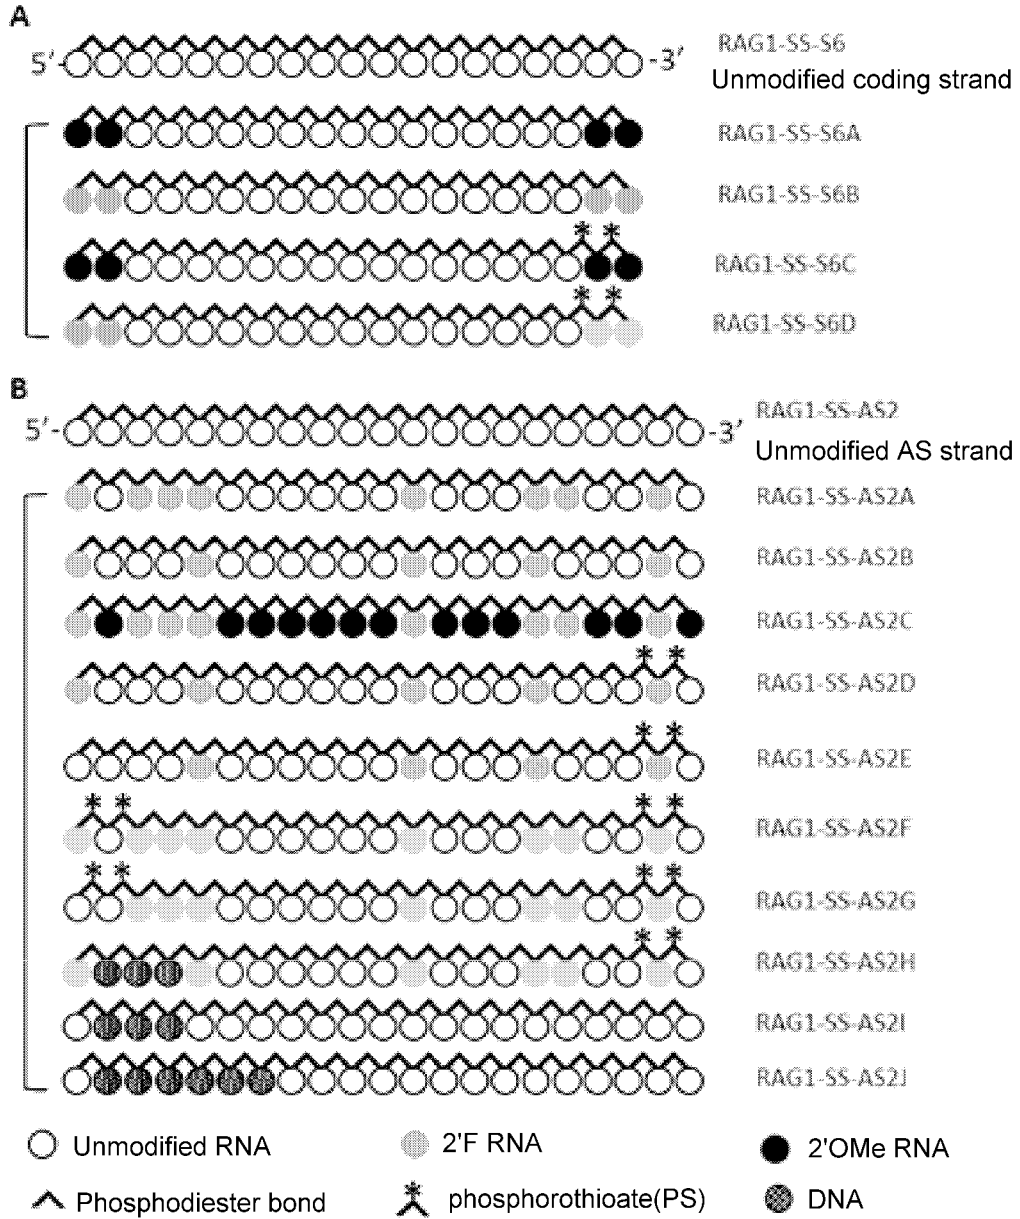 A
5'- -3' RAG1-SS-S6
Unmodified coding strand
RAG1-SS-S6A
RAG1-SS-S6B
* *
RAG1-SS-S6C
* *
RAG1-SS-S6D
B
5'- -3' RAG1-SS-AS2
Unmodified AS strand
RAG1-SS-AS2A
RAG1-SS-AS2B
RAG1-SS-AS2C
* *
RAG1-SS-AS2D
* *
RAG1-SS-AS2E
* * * *
RAG1-SS-AS2F
* * * *
RAG1-SS-AS2G
* *
RAG1-SS-AS2H
RAG1-SS-AS2I
RAG1-SS-AS2J
Unmodified RNA 2'F RNA 2'OMe RNA
Phosphodiester bond * phosphorothioate(PS) DNA